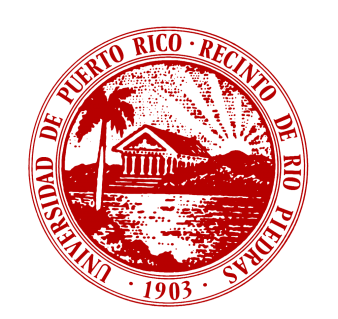 UNIVERSIDAD DE PUERTO RICO · RECINTO DE RIO PIEDRAS
· 1903 ·